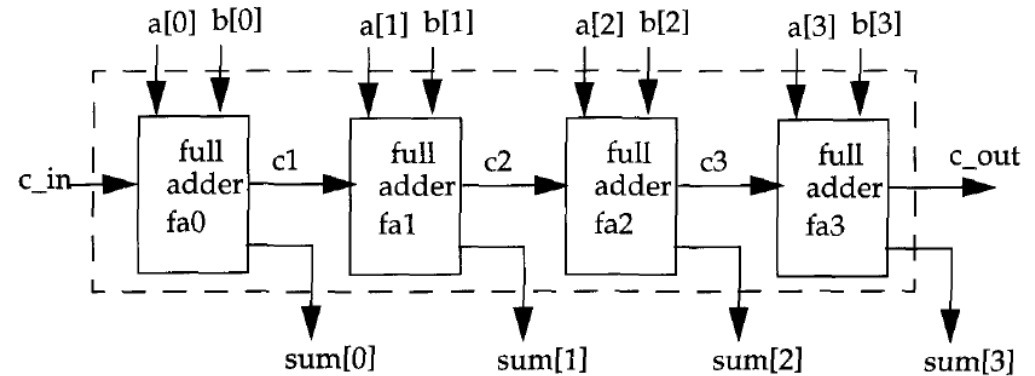 a[0] b[0] a[1] b[1] a[2] b[2] a[3] b[3]
c_in
full
adder
fa0
c1
full
adder
fa1
c2
full
adder
fa2
c3
full
adder
fa3
c_out
sum[0] sum[1] sum[2] sum[3]